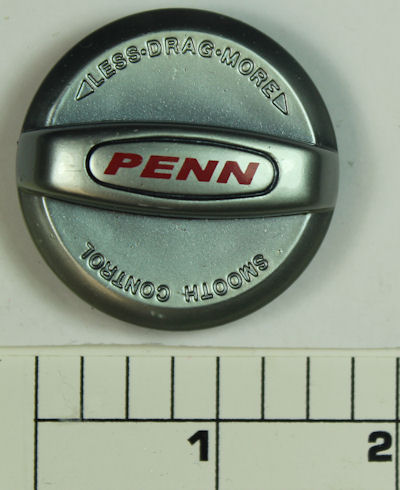 ◁LESS·DRAG·MORE▷
PENN
SMOOTH CONTROL
1 2